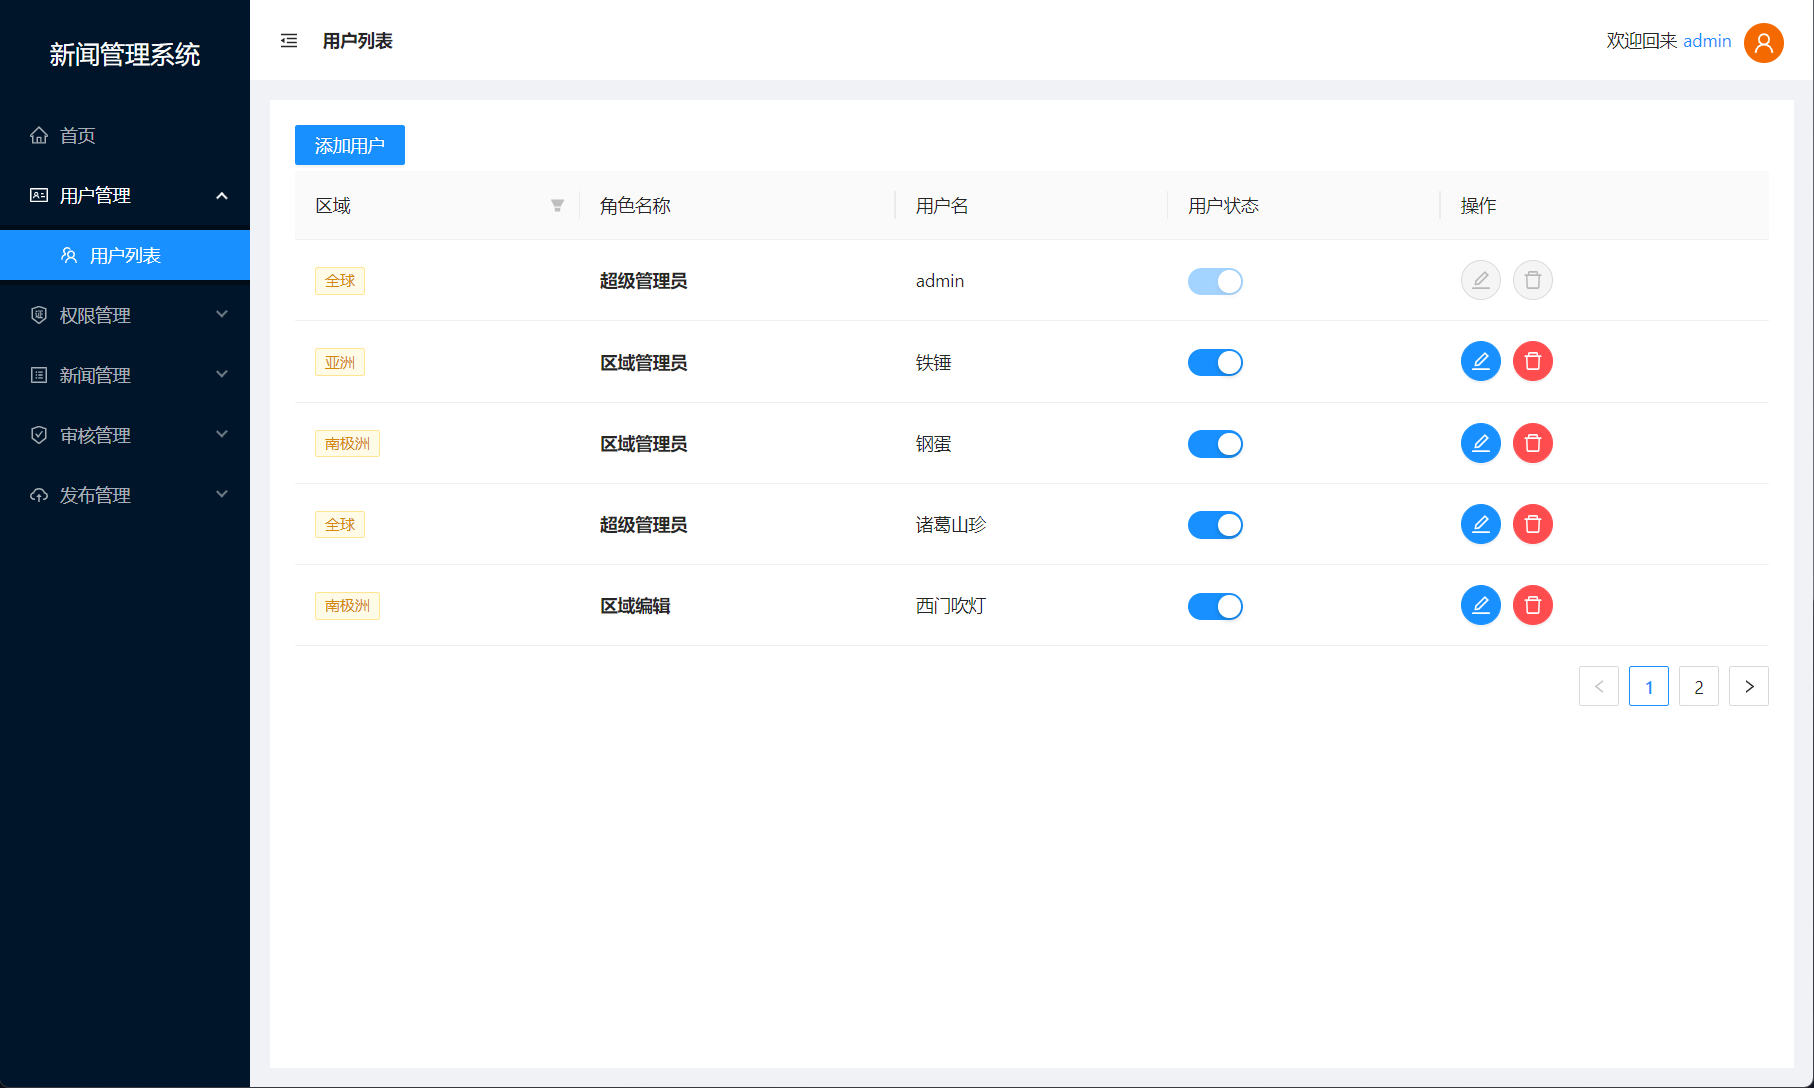 新闻管理系统
首页
用户管理
用户列表
权限管理
新闻管理
审核管理
发布管理
用户列表
欢迎回来 admin
添加用户
区域 角色名称 用户名 用户状态 操作
全球 超级管理员 admin
亚洲 区域管理员 铁锤
南极洲 区域管理员 钢蛋
全球 超级管理员 诸葛山珍
南极洲 区域编辑 西门吹灯
1 2